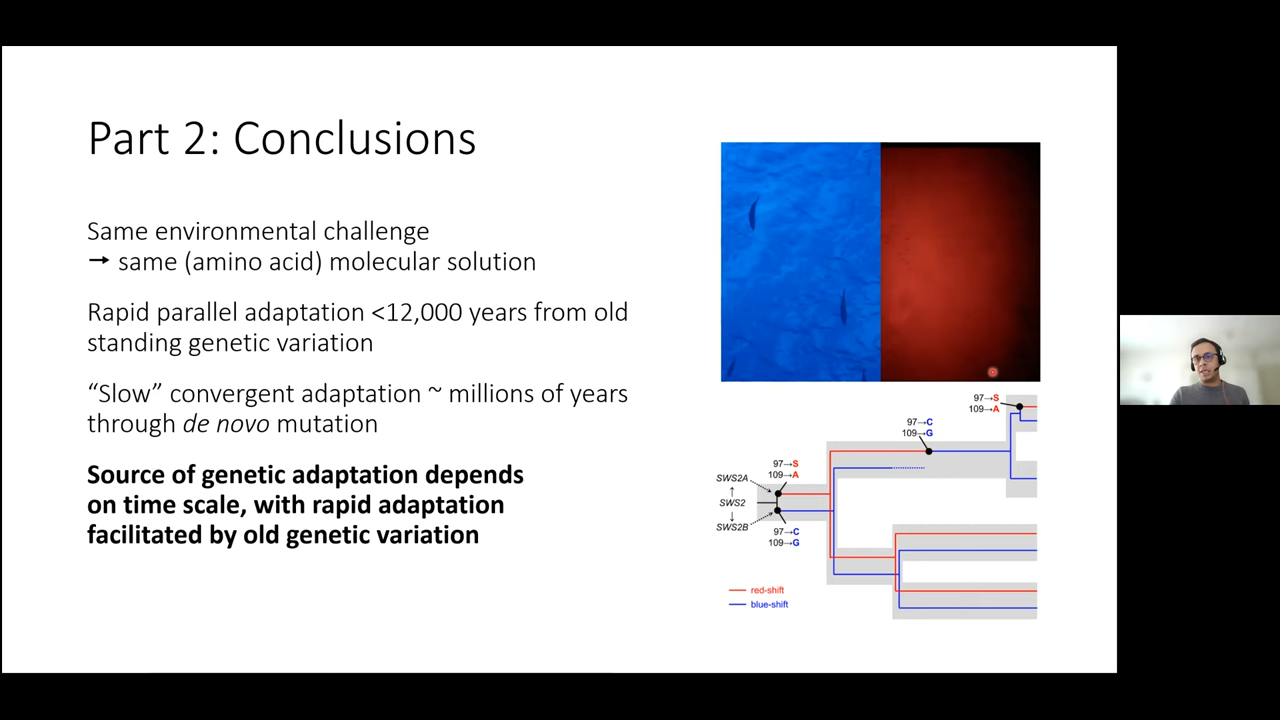 Part 2: Conclusions
Same environmental challenge
→ same (amino acid) molecular solution
Rapid parallel adaptation <12,000 years from old
standing genetic variation
“Slow” convergent adaptation ~ millions of years
through de novo mutation
Source of genetic adaptation depends
on time scale, with rapid adaptation
facilitated by old genetic variation
97→S
109→A
97→C
109→G
97→S
109→A
SWS2A
↑
SWS2
↓
SWS2B
97→C
109→G
red-shift
blue-shift